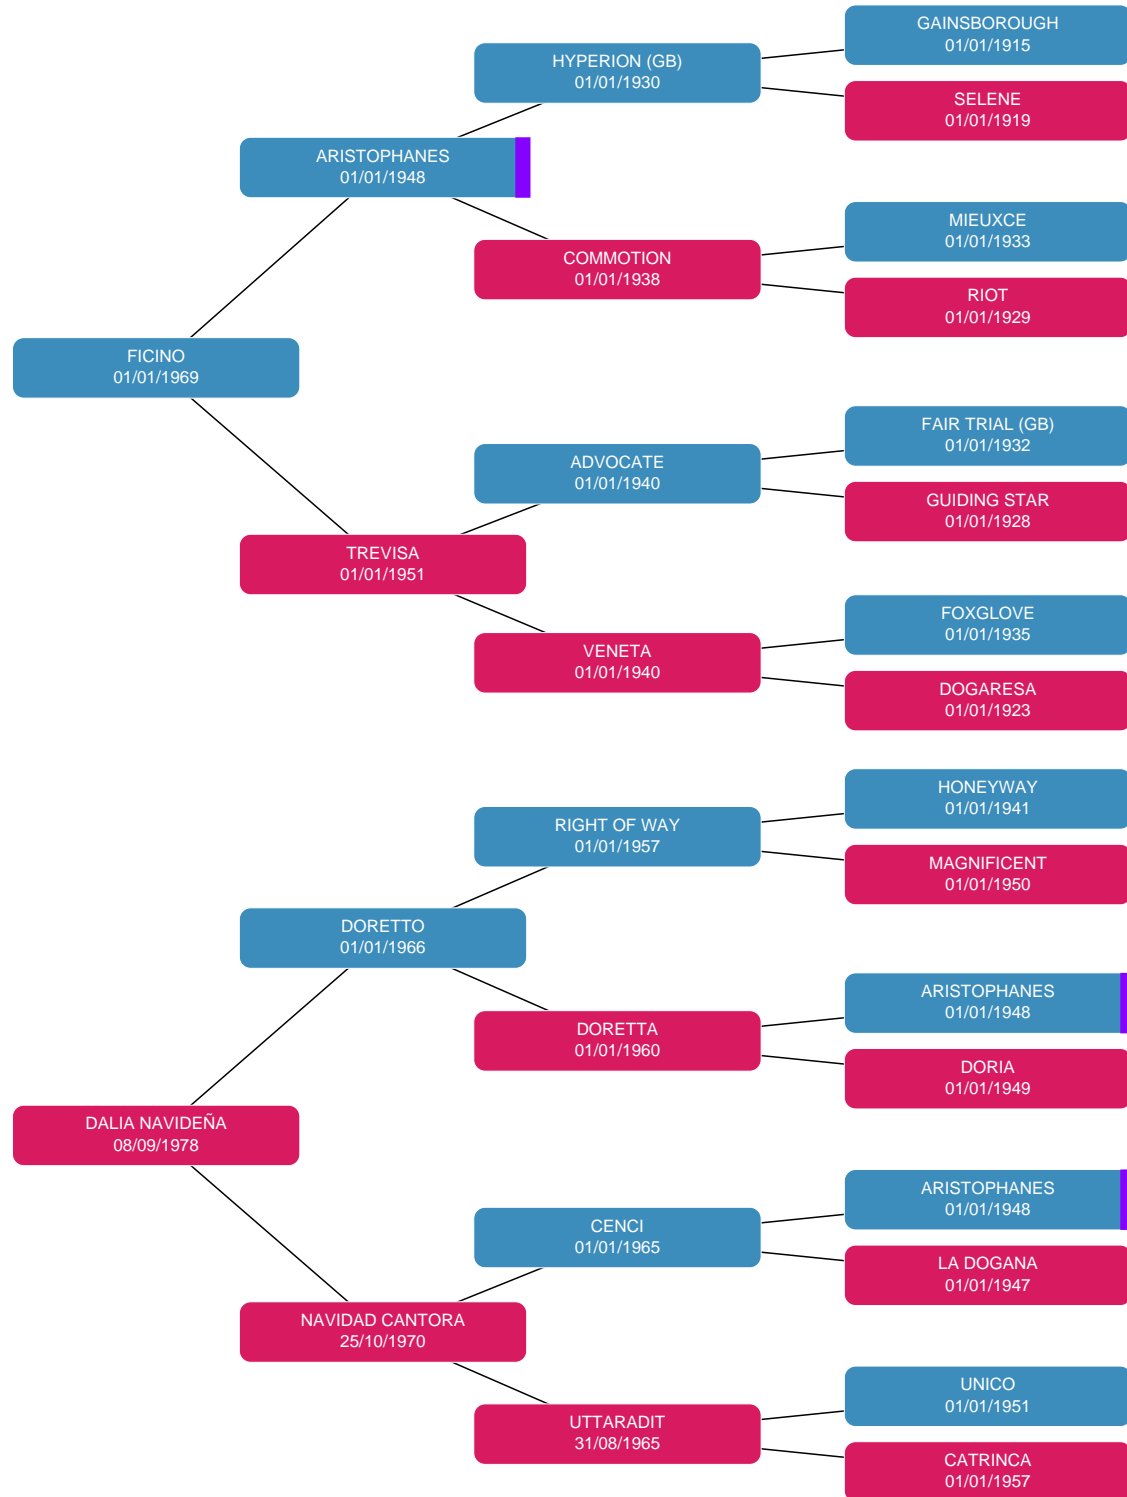 GAINSBOROUGH
01/01/1915
HYPERION (GB)
01/01/1930
SELENE
01/01/1919
ARISTOPHANES
01/01/1948
MIEUXCE
01/01/1933
COMMOTION
01/01/1938
RIOT
01/01/1929
FICINO
01/01/1969
FAIR TRIAL (GB)
01/01/1932
ADVOCATE
01/01/1940
GUIDING STAR
01/01/1928
TREVISA
01/01/1951
FOXGLOVE
01/01/1935
VENETA
01/01/1940
DOGARESA
01/01/1923
HONEYWAY
01/01/1941
RIGHT OF WAY
01/01/1957
MAGNIFICENT
01/01/1950
DORETTO
01/01/1966
ARISTOPHANES
01/01/1948
DORETTA
01/01/1960
DORIA
01/01/1949
DALIA NAVIDEÑA
08/09/1978
ARISTOPHANES
01/01/1948
CENCI
01/01/1965
LA DOGANA
01/01/1947
NAVIDAD CANTORA
25/10/1970
UNICO
01/01/1951
UTTARADIT
31/08/1965
CATRINCA
01/01/1957